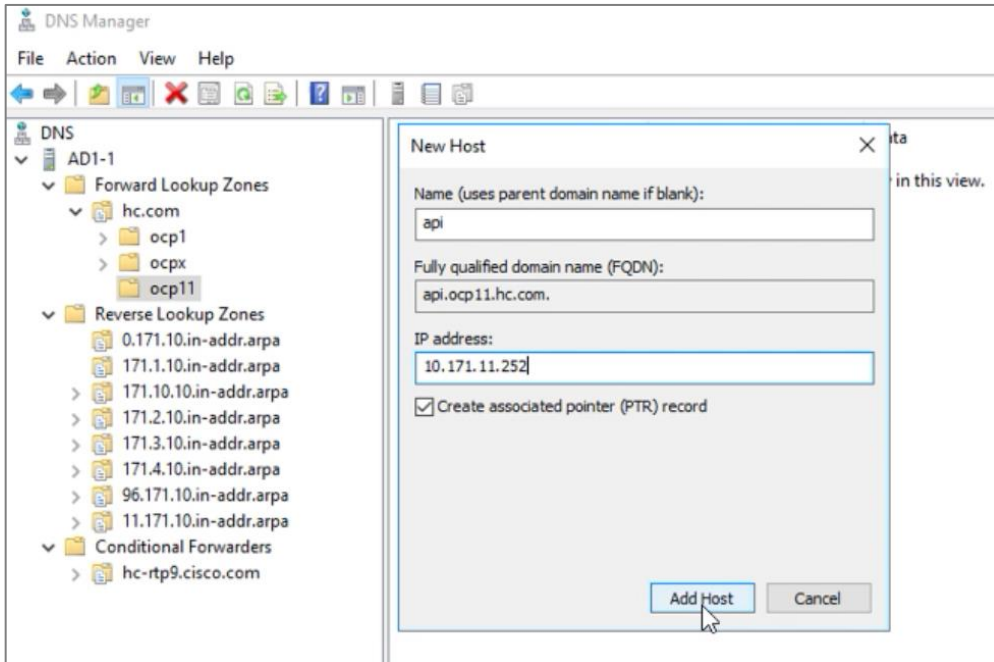 DNS Manager
File Action View Help
DNS
AD1-1
Forward Lookup Zones
hc.com
ocp1
ocpx
ocp11
Reverse Lookup Zones
0.171.10.in-addr.arpa
171.1.10.in-addr.arpa
171.10.10.in-addr.arpa
171.2.10.in-addr.arpa
171.3.10.in-addr.arpa
171.4.10.in-addr.arpa
96.171.10.in-addr.arpa
11.171.10.in-addr.arpa
Conditional Forwarders
hc-rtp9.cisco.com
New Host
Name (uses parent domain name if blank):
api
Fully qualified domain name (FQDN):
api.ocp11.hc.com.
IP address:
10.171.11.252
Create associated pointer (PTR) record
Add Host Cancel
in this view.